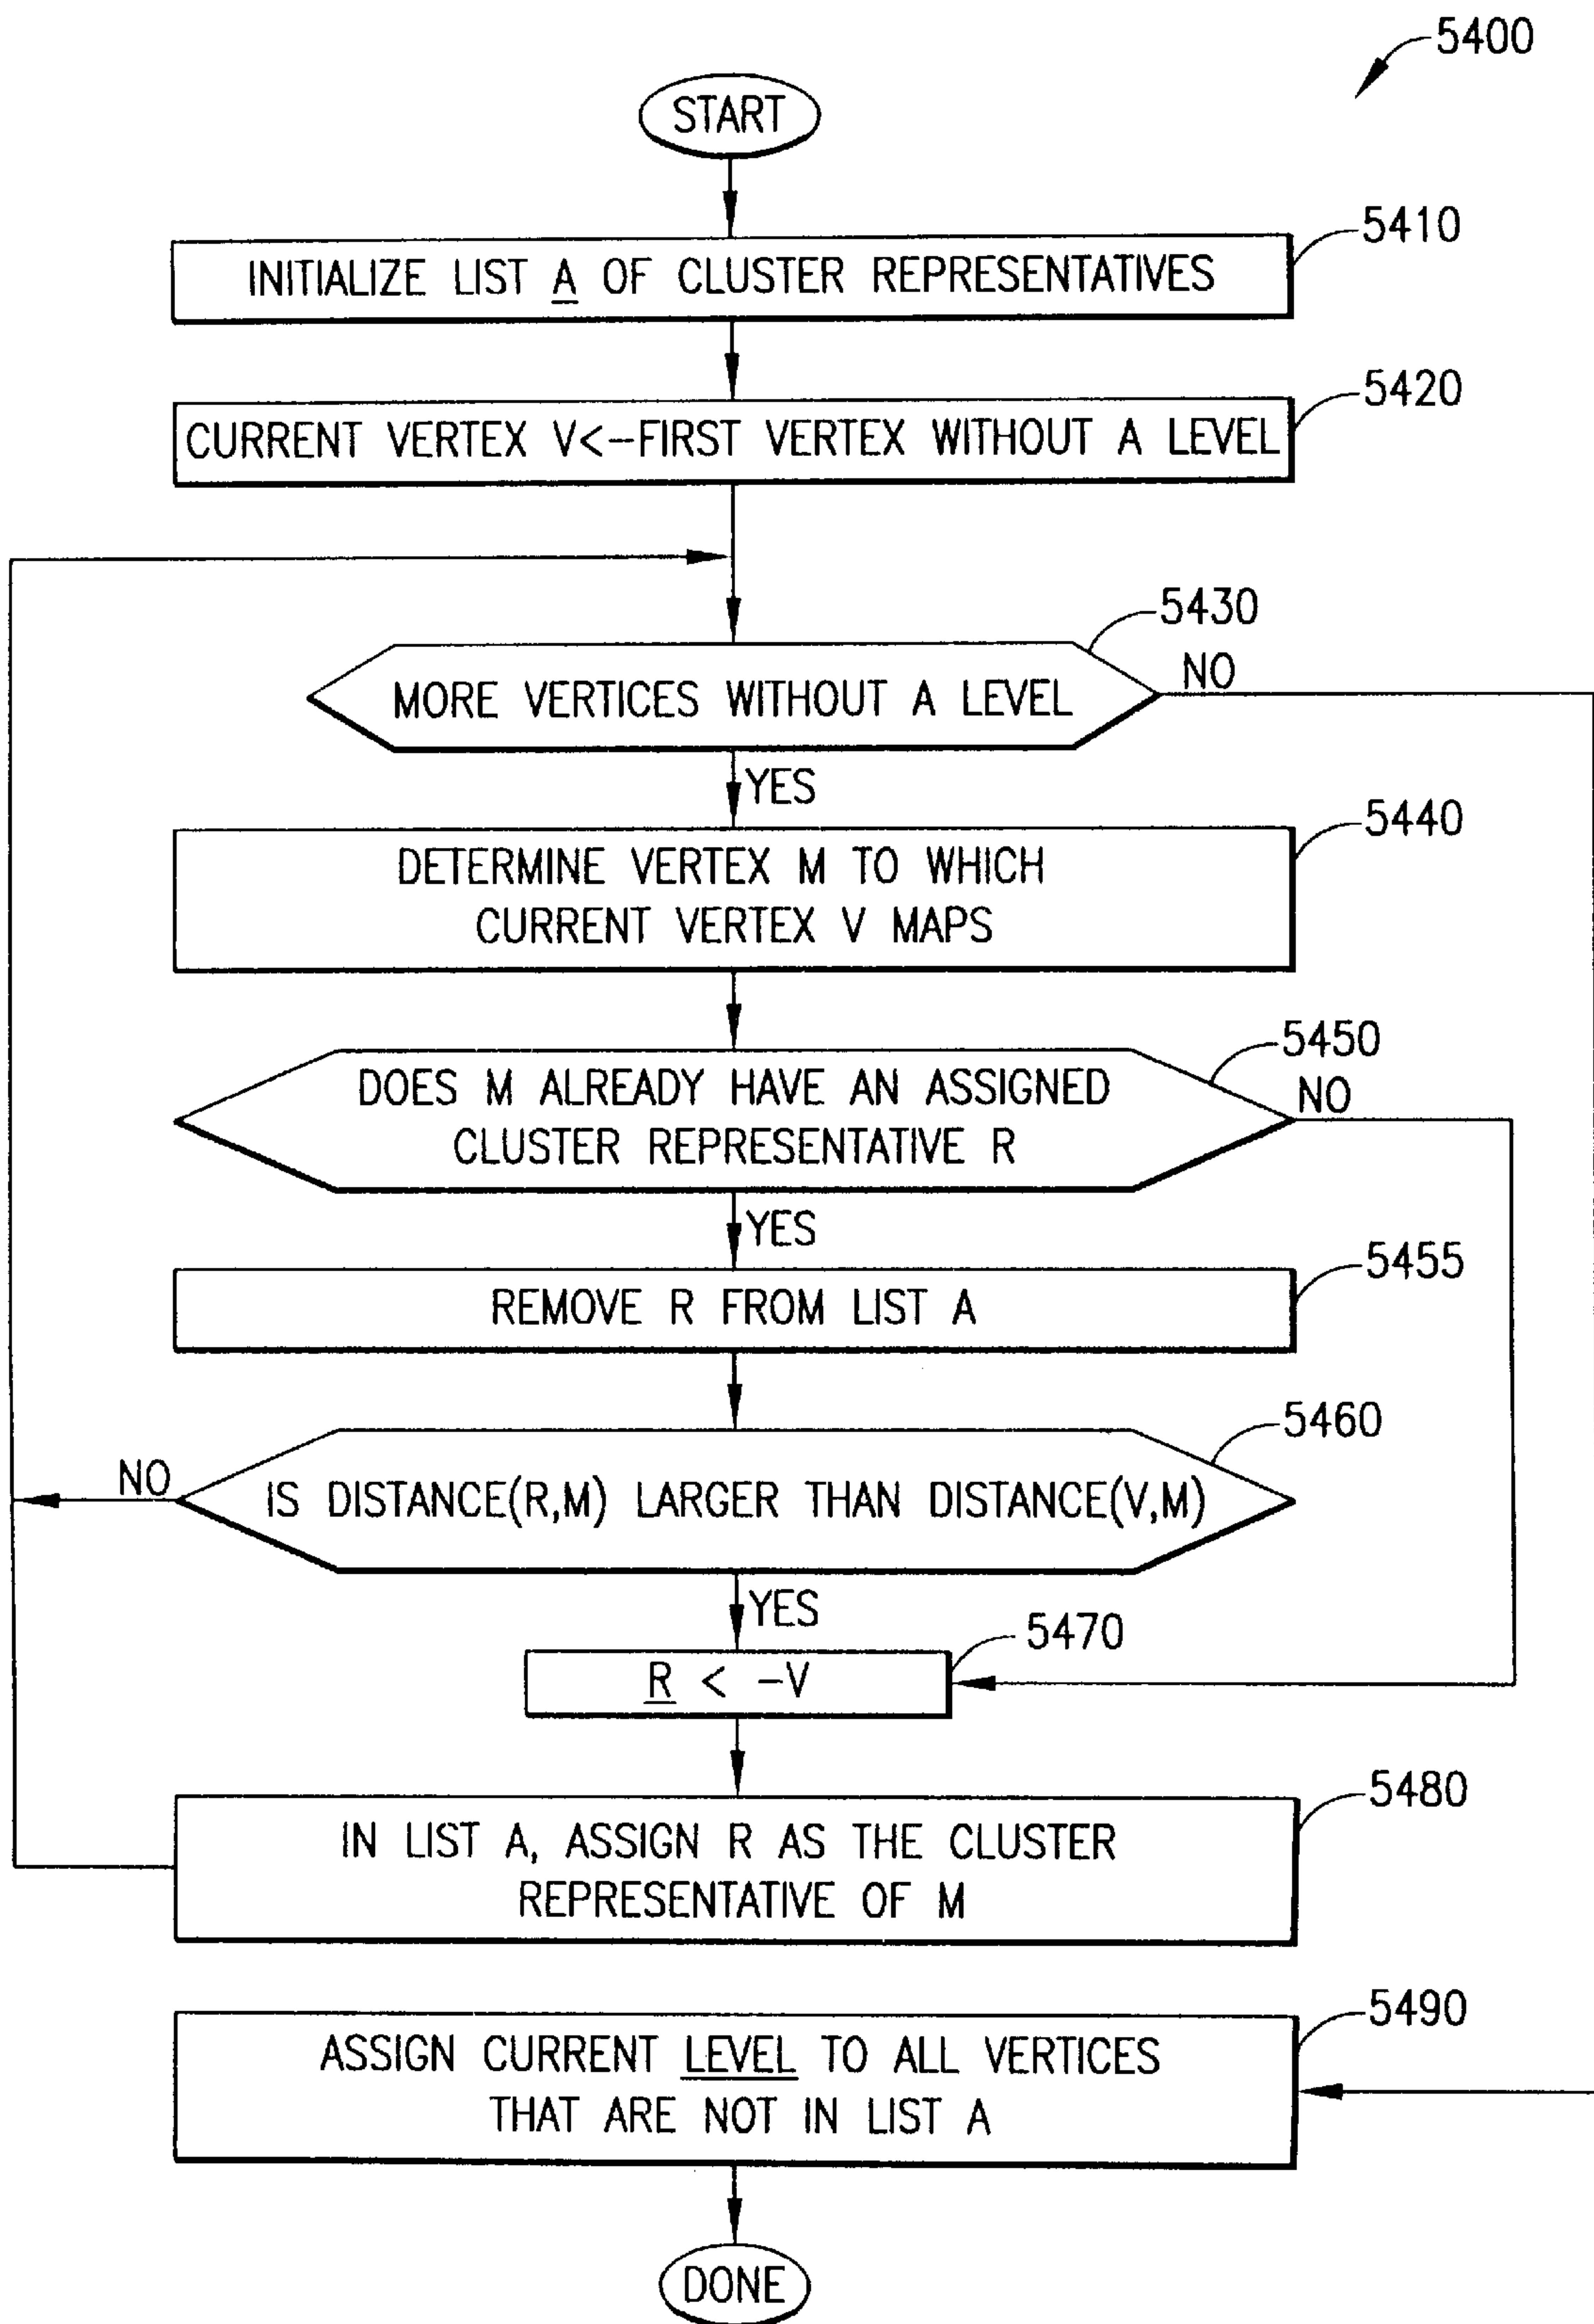 5400
START
5410
INITIALIZE LIST A OF CLUSTER REPRESENTATIVES
5420
CURRENT VERTEX V<-FIRST VERTEX WITHOUT A LEVEL
5430
MORE VERTICES WITHOUT A LEVEL
NO
YES
5440
DETERMINE VERTEX M TO WHICH
CURRENT VERTEX V MAPS
5450
DOES M ALREADY HAVE AN ASSIGNED
CLUSTER REPRESENTATIVE R
NO
YES
5455
REMOVE R FROM LIST A
5460
NO
IS DISTANCE(R,M) LARGER THAN DISTANCE(V,M)
YES
5470
R < -V
5480
IN LIST A, ASSIGN R AS THE CLUSTER
REPRESENTATIVE OF M
5490
ASSIGN CURRENT LEVEL TO ALL VERTICES
THAT ARE NOT IN LIST A
DONE